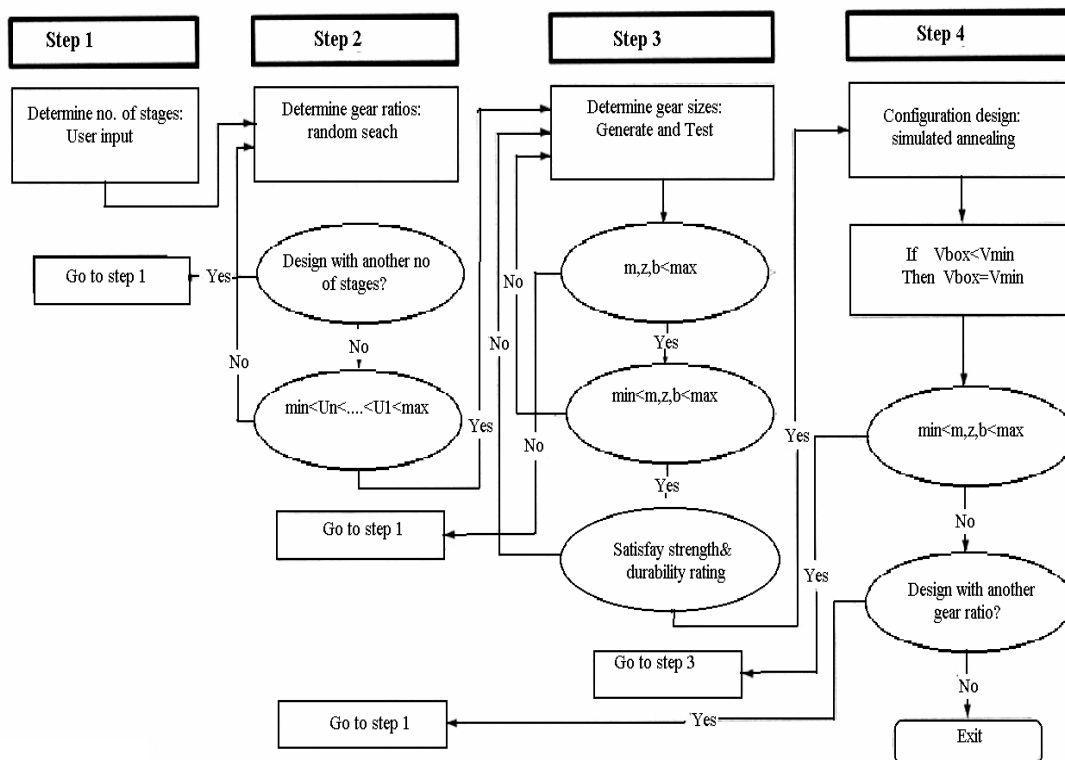 Step 1
Step 2
Step 3
Step 4
Determine no. of stages:
User input
Determine gear ratios:
random seach
Determine gear sizes:
Generate and Test
Configuration design:
simulated annealing
Go to step 1
Yes
Design with another no
of stages?
No
No
min<Un<....<U1<max
Yes
m,z,b<max
No
No
No
Yes
min<m,z,b<max
Yes
Go to step 1
Satisfay strength&
durability rating
Yes
If Vbox<Vmin
Then Vbox=Vmin
min<m,z,b<max
No
Yes
Design with another
gear ratio?
Go to step 3
No
Yes
Go to step 1
Exit